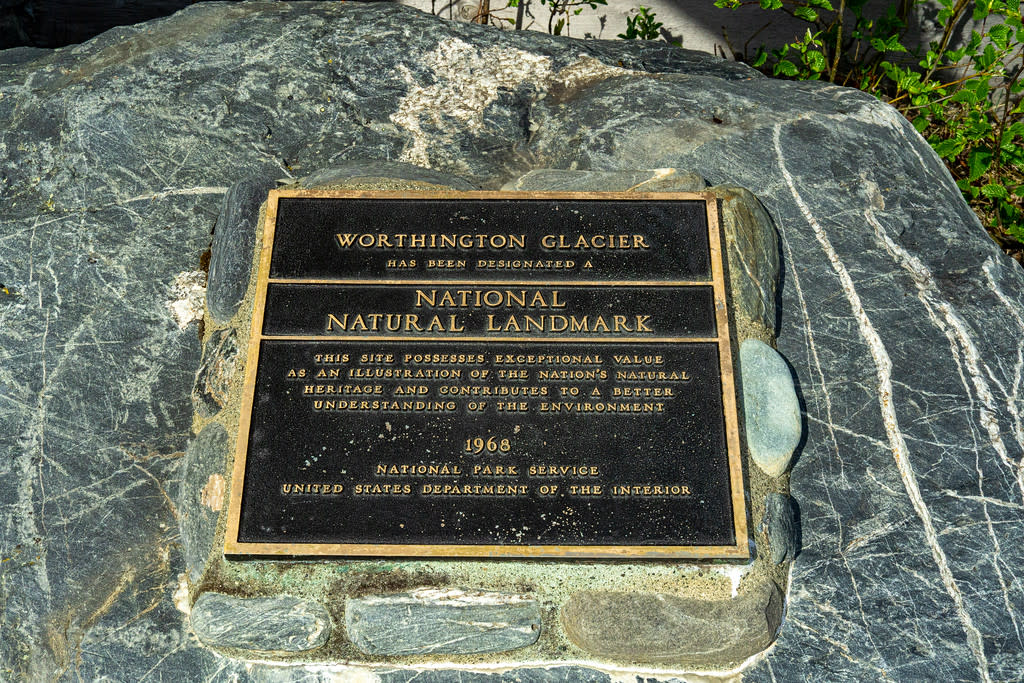 WORTHINGTON GLACIER
HAS BEEN DESIGNATED A
NATIONAL
NATURAL LANDMARK
THIS SITE POSSESSES EXCEPTIONAL VALUE
AS AN ILLUSTRATION OF THE NATION'S NATURAL
HERITAGE AND CONTRIBUTES TO A BETTER
UNDERSTANDING OF THE ENVIRONMENT
1968
NATIONAL PARK SERVICE
UNITED STATES DEPARTMENT OF THE INTERIOR